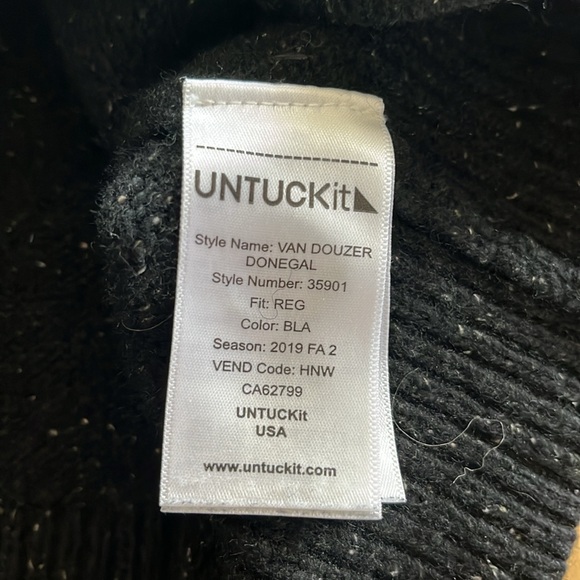 UNTUCKit
Style Name: VAN DOUZER
DONEGAL
Style Number: 35901
Fit: REG
Color: BLA
Season: 2019 FA 2
VEND Code: HNW
CA62799
UNTUCKit
USA
www.untuckit.com